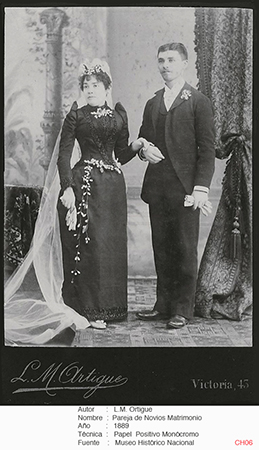 L. M. Ortigue Victoria, 45
Autor : L.M. Ortigue
Nombre : Pareja de Novios Matrimonio
Año : 1889
Técnica : Papel Positivo Monócromo
Fuente : Museo Histórico Nacional CH06